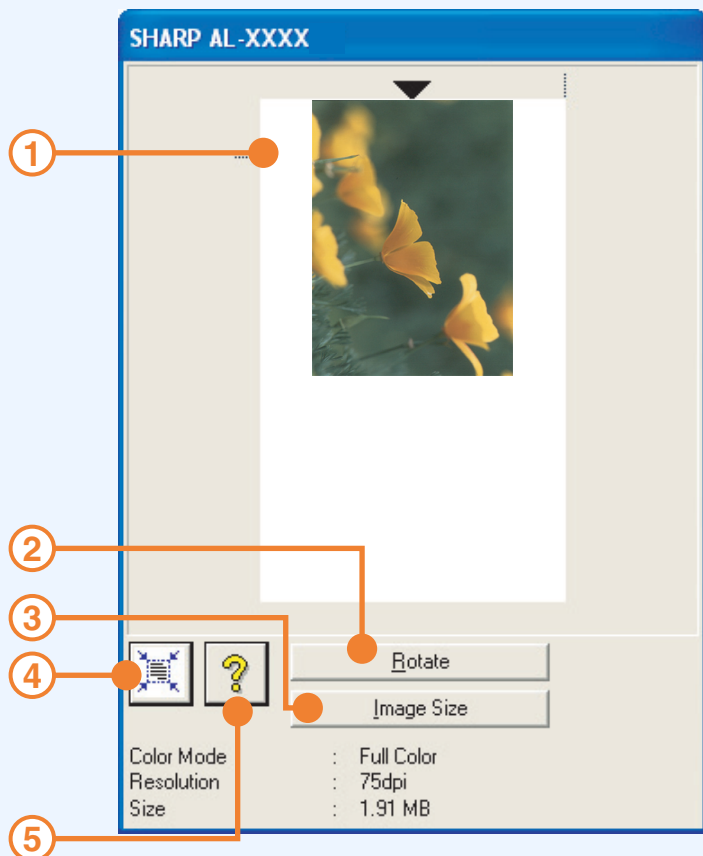 SHARP AL-XXXX
1
2
3
4
Rotate
Image Size
Color Mode : Full Color
Resolution : 75dpi
Size : 1.91 MB
5